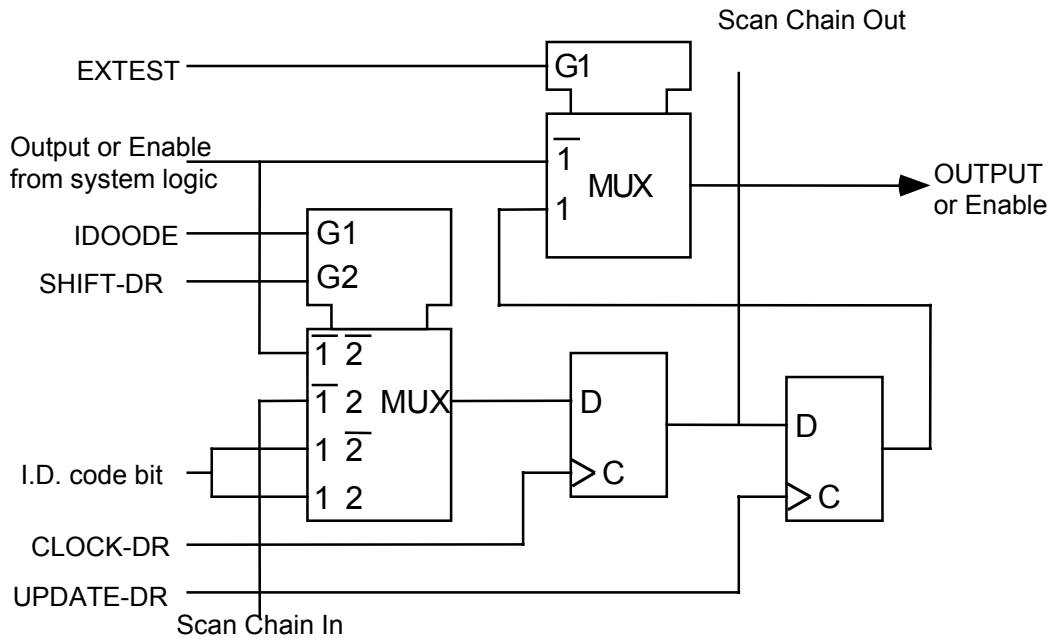 Scan Chain Out
EXTEST
G1
Output or Enable
from system logic
1
MUX
1
OUTPUT
or Enable
IDOODE
G1
SHIFT-DR
G2
1 2
1 2 MUX
D
D
1 2
I.D. code bit
C
1 2
C
CLOCK-DR
UPDATE-DR
Scan Chain In